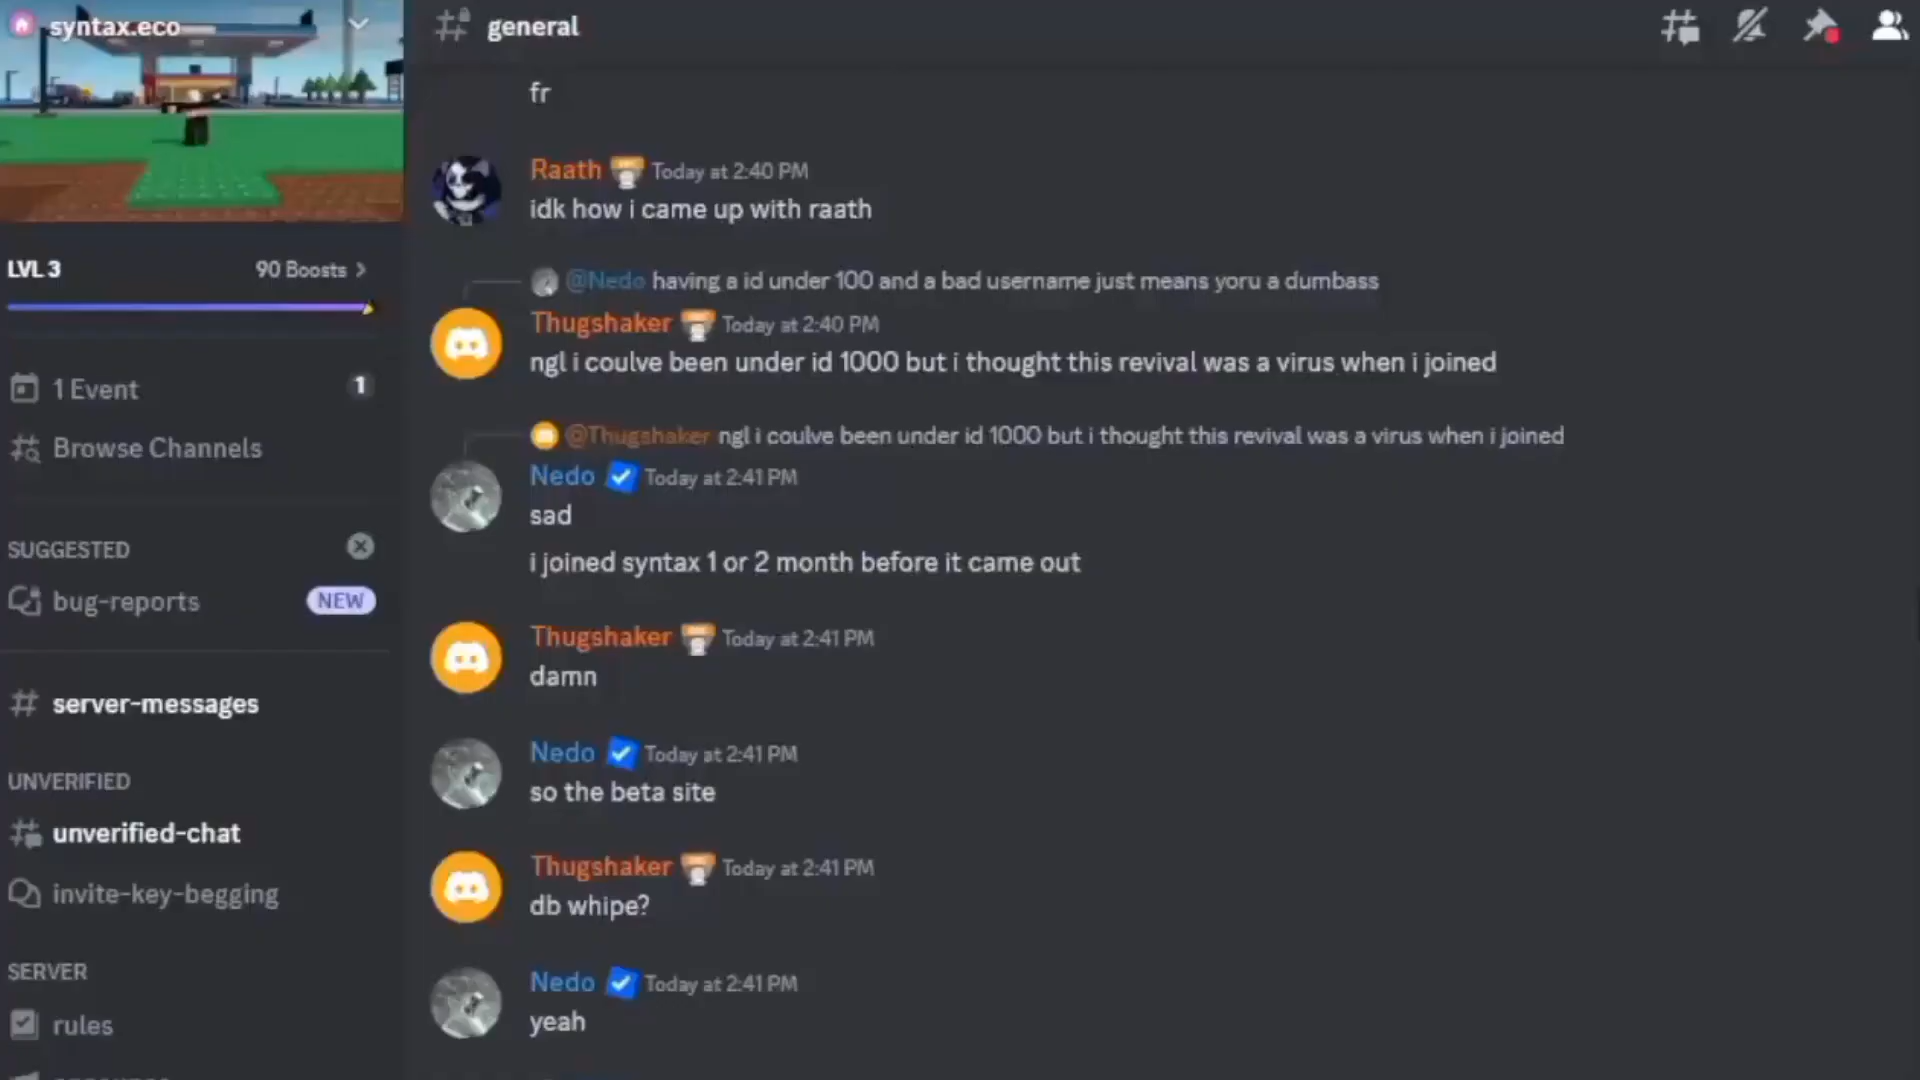 syntax.eco
LVL 3
90 Boosts
1 Event
1
Browse Channels
SUGGESTED
bug-reports
NEW
server-messages
UNVERIFIED
unverified-chat
invite-key-begging
SERVER
rules
general
fr
Raath Today at 2:40 PM
idk how i came up with raath
@Nedo having a id under 100 and a bad username just means yoru a dumbass
Thugshaker Today at 2:40 PM
ngl i coulve been under id 1000 but i thought this revival was a virus when i joined
@Thugshaker ngl i coulve been under id 1000 but i thought this revival was a virus when i joined
Nedo Today at 2:41 PM
sad
i joined syntax 1 or 2 month before it came out
Thugshaker Today at 2:41 PM
damn
Nedo Today at 2:41 PM
so the beta site
Thugshaker Today at 2:41 PM
db whipe?
Nedo Today at 2:41 PM
yeah